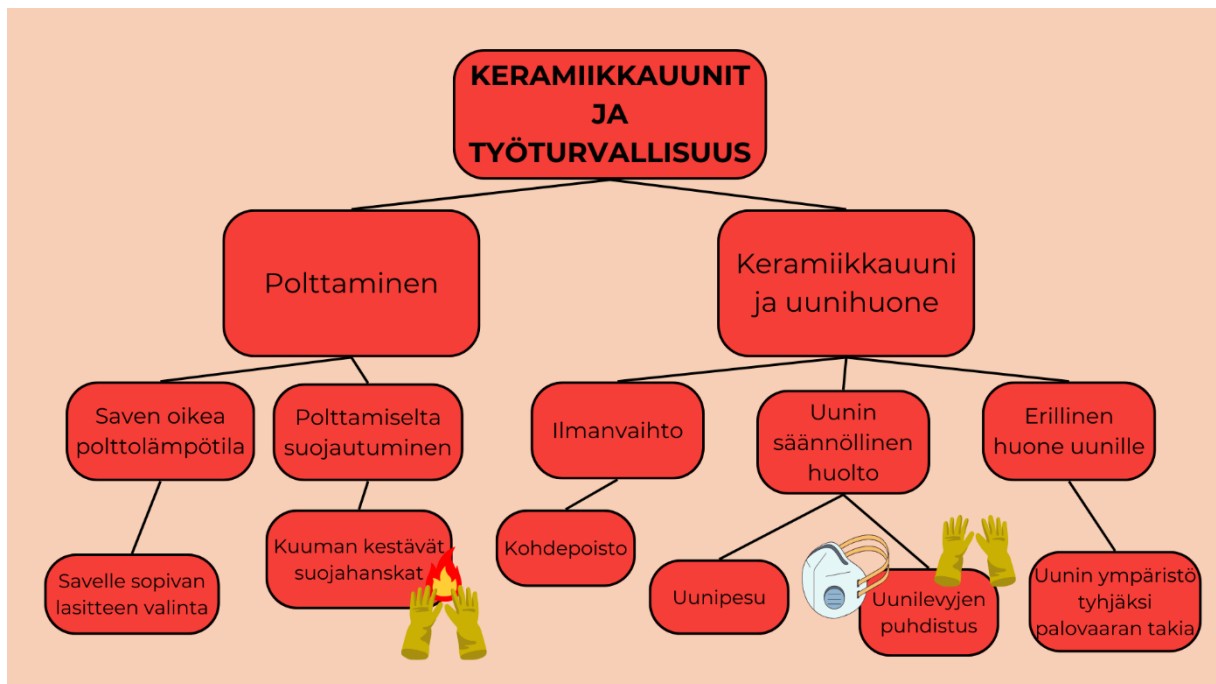 KERAMIIKKAUUNIT
JA
TYÖTURVALLISUUS
Polttaminen
Keramiikkauuni
ja uunihuone
Saven oikea
polttolämpötila
Polttamiselta
suojautuminen
Ilmanvaihto
Uunin
säännöllinen
huolto
Erillinen
huone uunille
Savelle sopivan
lasitteen valinta
Kuuman kestävät
suojahanskat
Kohdepoisto
Uunipesu
Uunilevyjen
puhdistus
Uunin ympäristö
tyhjäksi
palovaaran takia